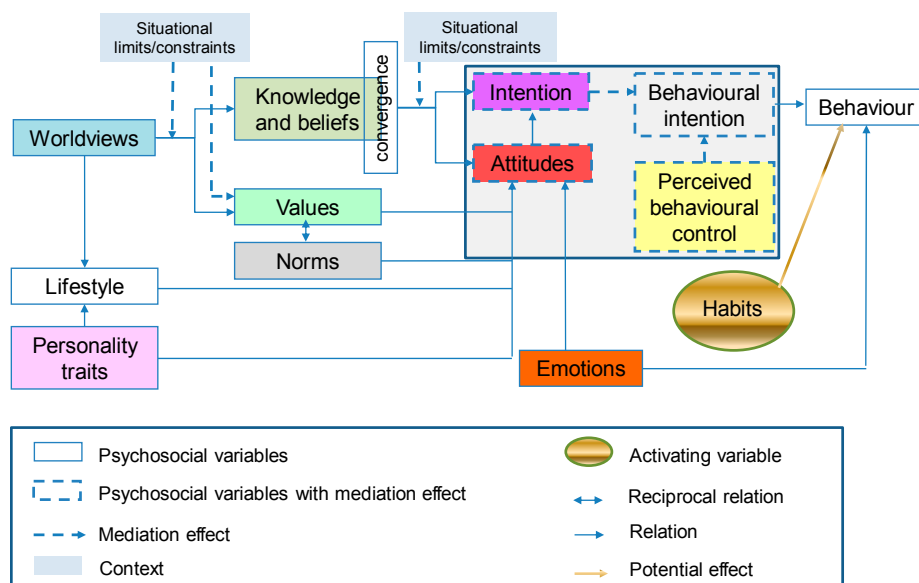 Situational
limits/constraints
Situational
limits/constraints
convergence
Knowledge
and beliefs
Intention
Behavioural
intention
Behaviour
Worldviews
Attitudes
Perceived
behavioural
control
Values
Norms
Lifestyle
Habits
Personality
traits
Emotions
Psychosocial variables
Psychosocial variables with mediation effect
Mediation effect
Context
Activating variable
Reciprocal relation
Relation
Potential effect